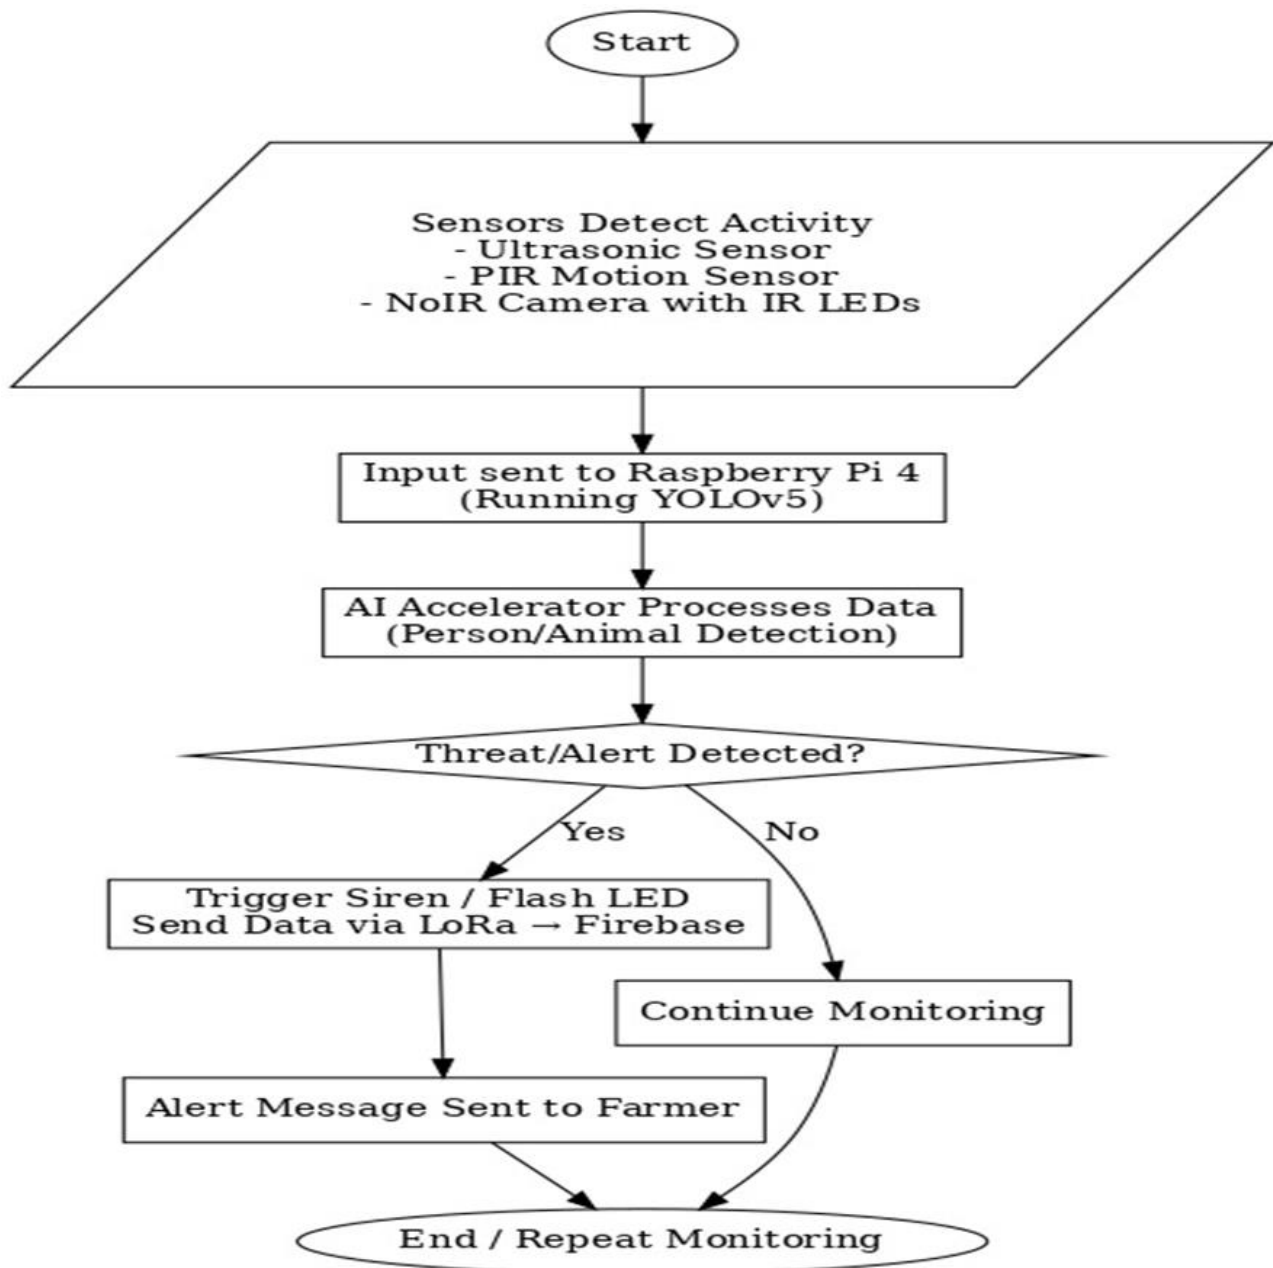 Start
Sensors Detect Activity
- Ultrasonic Sensor
- PIR Motion Sensor
- NoIR Camera with IR LEDs
Input sent to Raspberry Pi 4
(Running YOLOv5)
AI Accelerator Processes Data
(Person/Animal Detection)
Threat/Alert Detected?
Yes
No
Trigger Siren / Flash LED
Send Data via LoRa → Firebase
Continue Monitoring
Alert Message Sent to Farmer
End / Repeat Monitoring